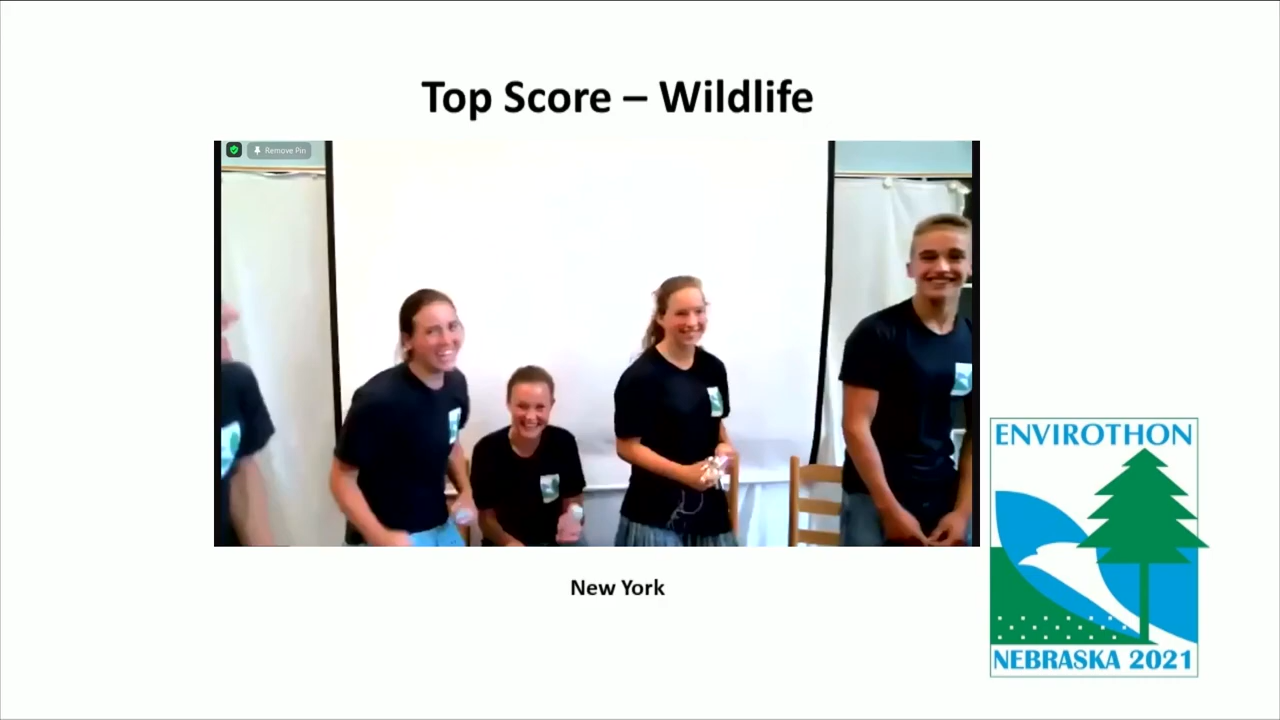 Top Score – Wildlife
Remove Pin
New York
ENVIROTHON
NEBRASKA 2021